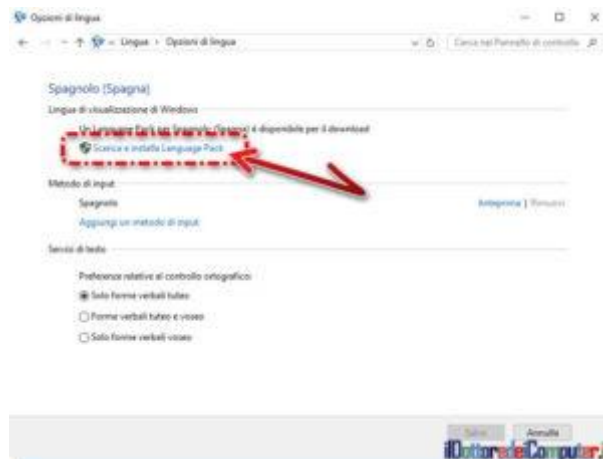 Opzioni di lingua
Lingua › Opzioni di lingua
Cerca nel Pannello di controllo
Spagnolo (Spagna)
Lingua di visualizzazione di Windows
Un Language Pack per Spagnolo (Spagna) è disponibile per il download
Scarica e installa Language Pack
Metodo di input
Spagnolo
Anteprima | Rimuovi
Aggiungi un metodo di input
Servizi di testo
Preferenze relative al controllo ortografico:
Solo forme verbali tuteo
Forme verbali tuteo e voseo
Solo forme verbali voseo
Salva
Annulla
ilDottoredeiComputer.